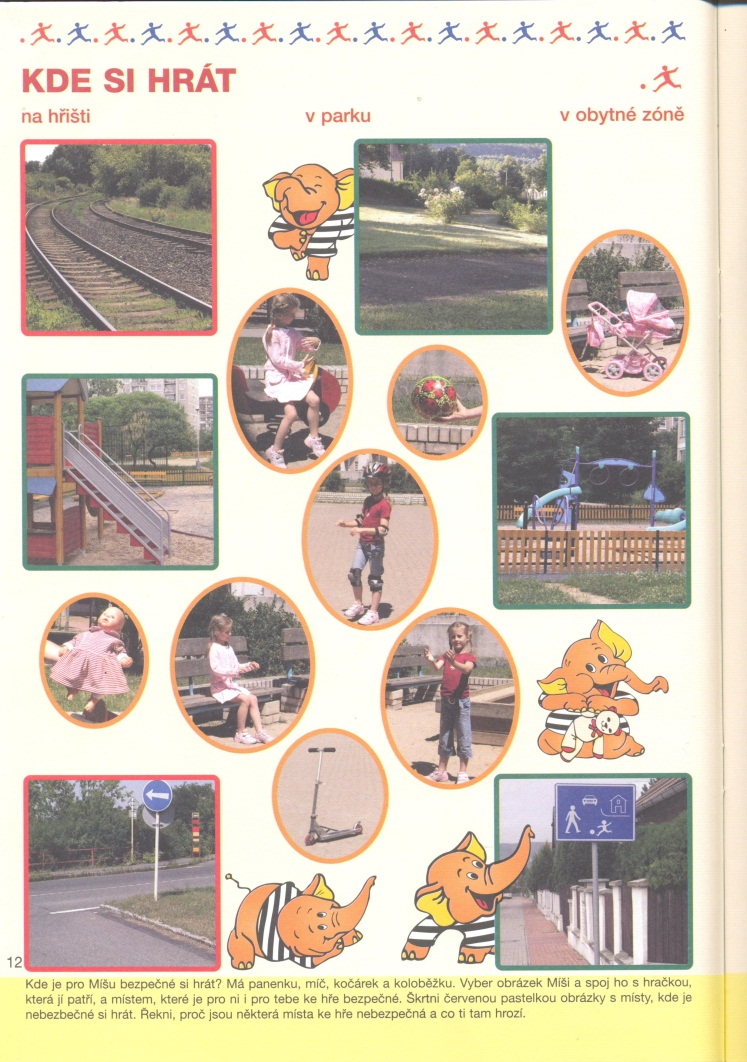 KDE SI HRÁT
na hřišti
v parku
v obytné zóně
12
Kde je pro Míšu bezpečné si hrát? Má panenku, míč, kočárek a koloběžku. Vyber obrázek Míši a spoj ho s hračkou,
která jí patří, a místem, které je pro ni i pro tebe ke hře bezpečné. Škrtni červenou pastelkou obrázky s místy, kde je
nebezbečné si hrát. Řekni, proč jsou některá místa ke hře nebezpečná a co ti tam hrozí.